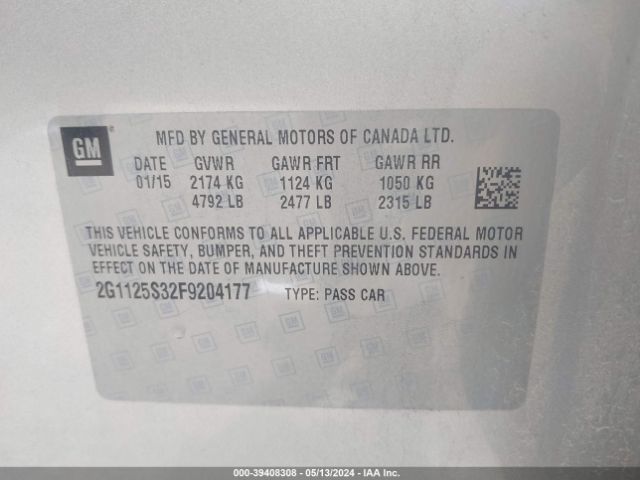 GM
MFD BY GENERAL MOTORS OF CANADA LTD.
DATE GVWR GAWR FRT GAWR RR
01/15 2174 KG 1124 KG 1050 KG
4792 LB 2477 LB 2315 LB
THIS VEHICLE CONFORMS TO ALL APPLICABLE U.S. FEDERAL MOTOR
VEHICLE SAFETY, BUMPER, AND THEFT PREVENTION STANDARDS IN
EFFECT ON THE DATE OF MANUFACTURE SHOWN ABOVE.
2G1125S32F9204177 TYPE: PASS CAR
000-39408308 - 05/13/2024 - IAA Inc.